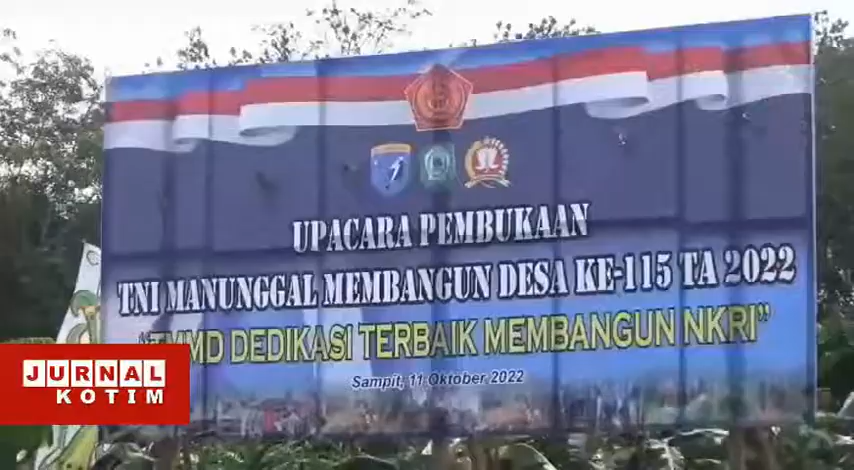 UPACARA PEMBUKAAN
TNI MANUNGGAL MEMBANGUN DESA KE-115 TA 2022
"TMMD DEDIKASI TERBAIK MEMBANGUN NKRI"
Sampit, 11 Oktober 2022
JURNAL
KOTIM